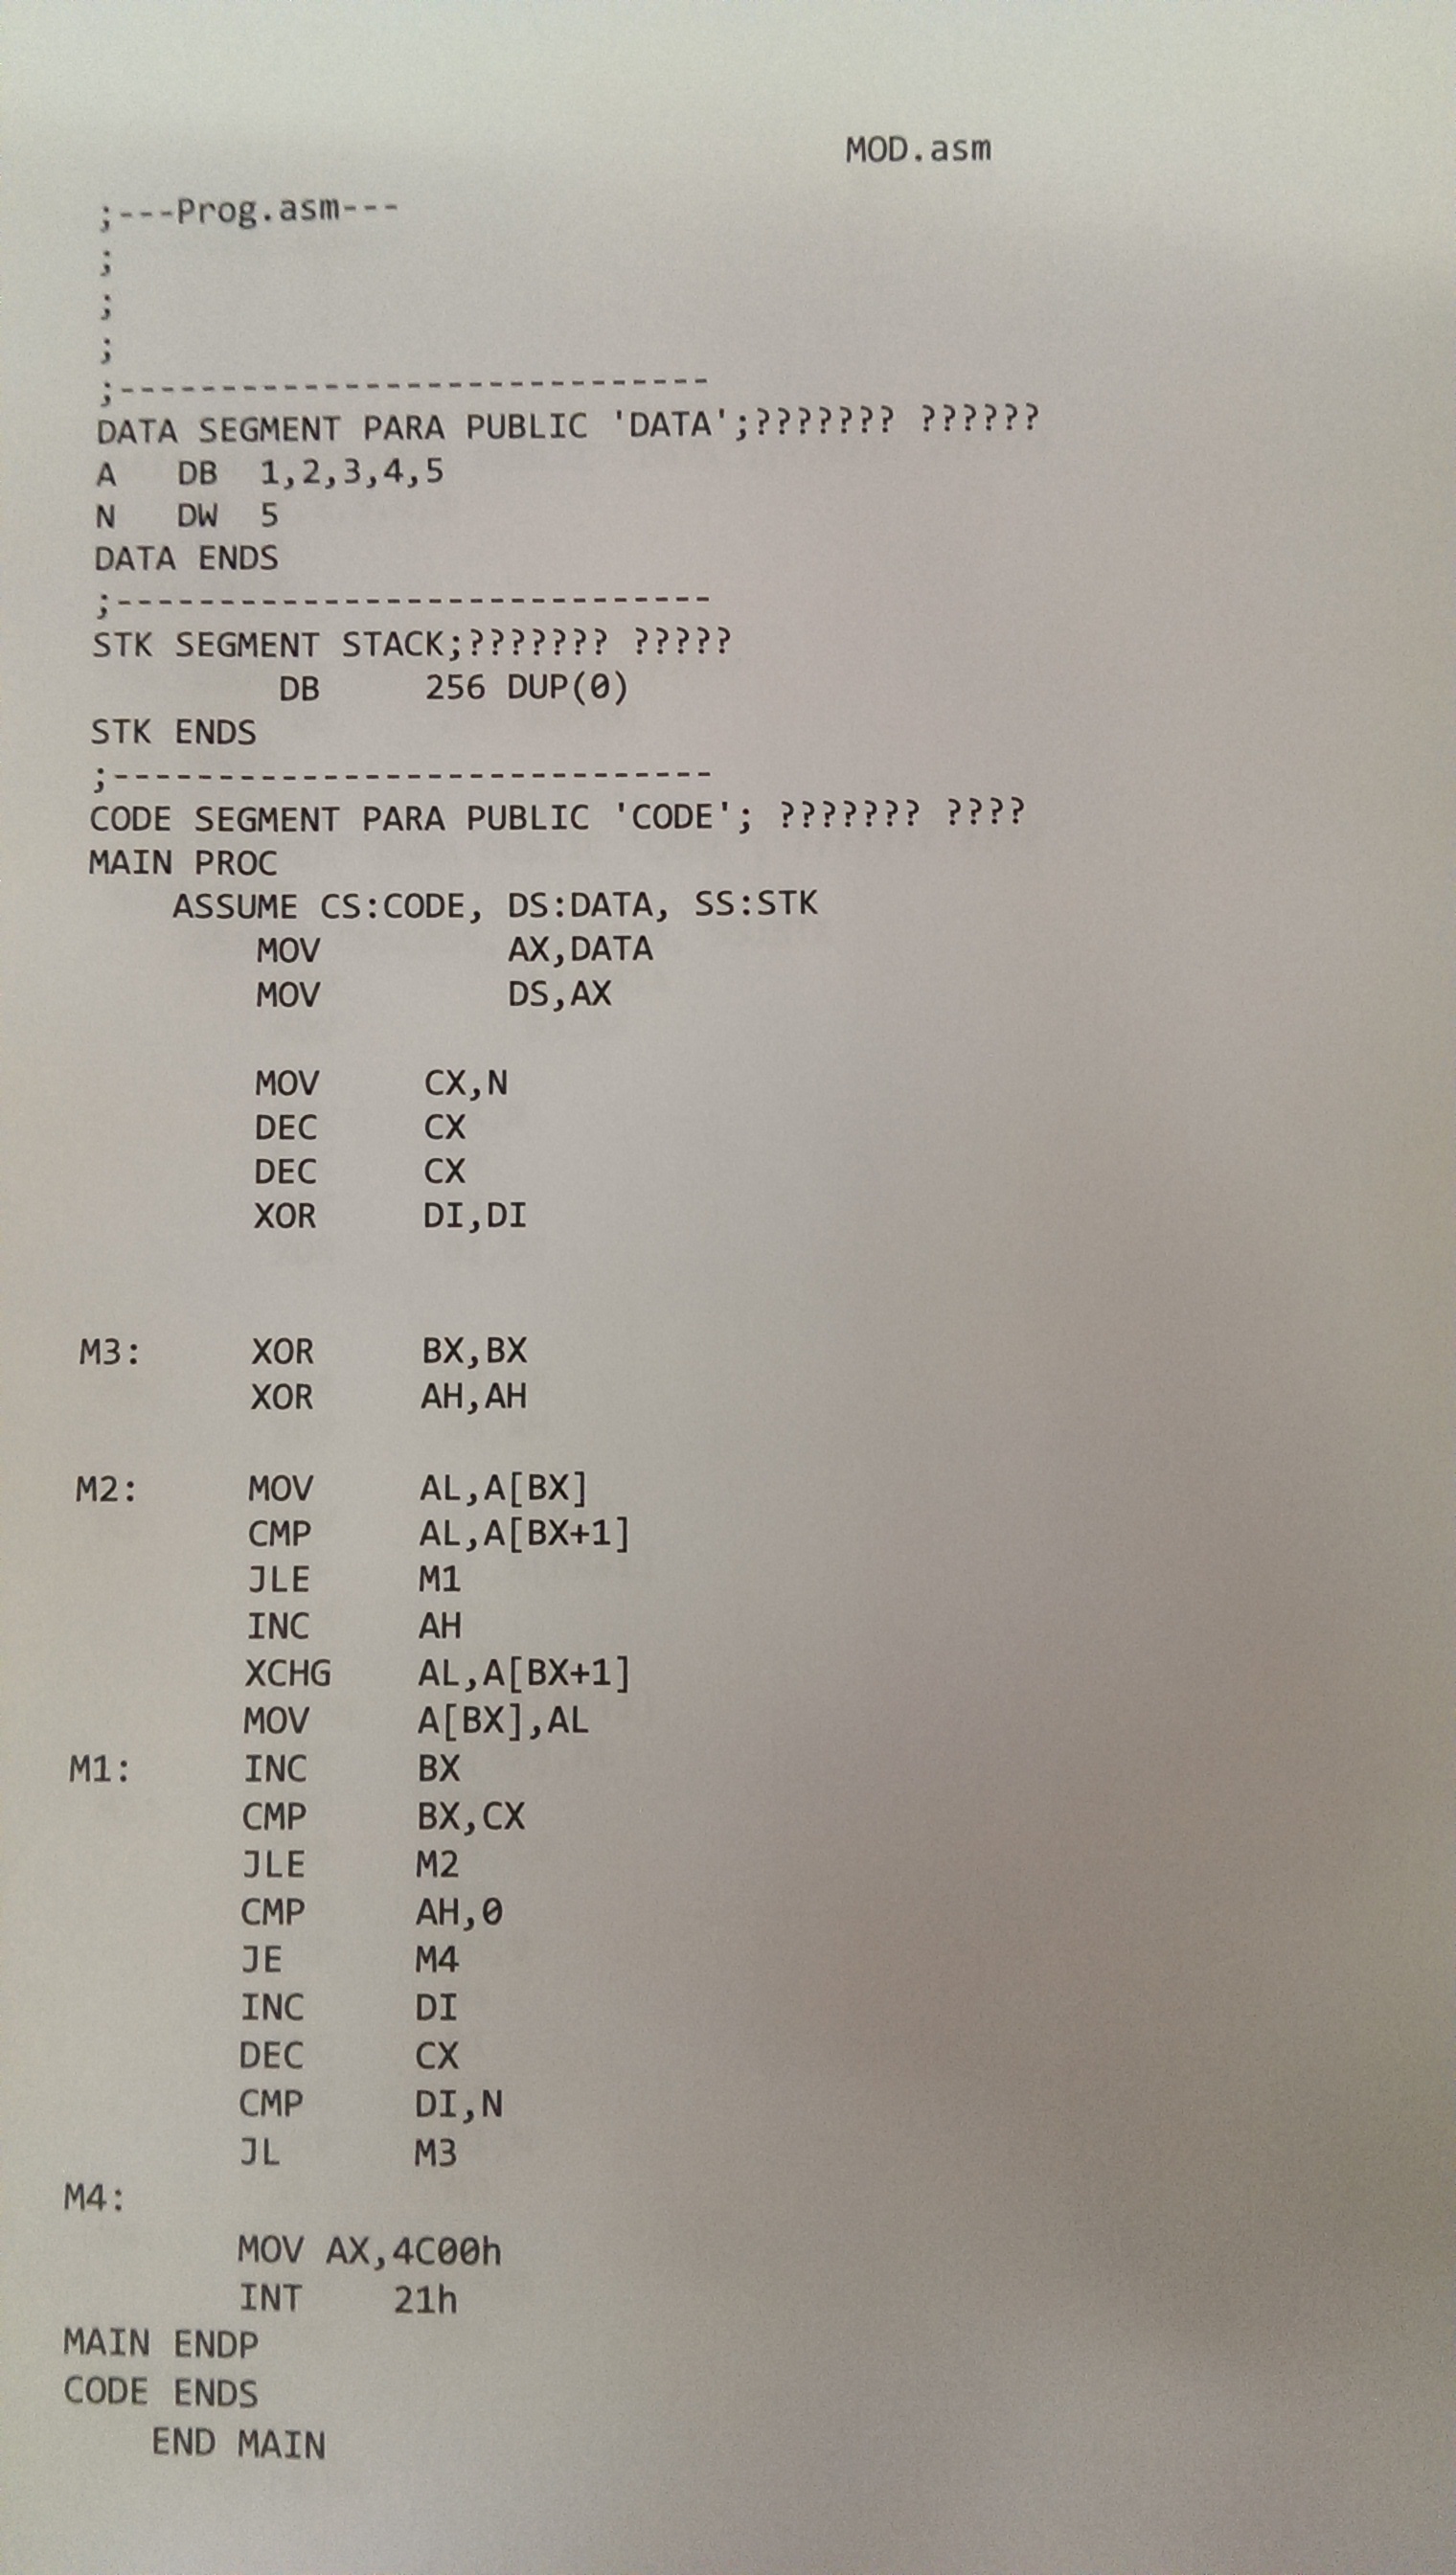 MOD.asm
;---Prog.asm---
;
;
;
;-----------------------------
DATA SEGMENT PARA PUBLIC 'DATA';??????? ??????
A   DB  1,2,3,4,5
N   DW  5
DATA ENDS
;-----------------------------
STK SEGMENT STACK;??????? ?????
         DB     256 DUP(0)
STK ENDS
;-----------------------------
CODE SEGMENT PARA PUBLIC 'CODE'; ??????? ????
MAIN PROC
    ASSUME CS:CODE, DS:DATA, SS:STK
        MOV         AX,DATA
        MOV         DS,AX
        MOV     CX,N
        DEC     CX
        DEC     CX
        XOR     DI,DI
M3:     XOR     BX,BX
        XOR     AH,AH
M2:     MOV     AL,A[BX]
        CMP     AL,A[BX+1]
        JLE     M1
        INC     AH
        XCHG    AL,A[BX+1]
        MOV     A[BX],AL
M1:     INC     BX
        CMP     BX,CX
        JLE     M2
        CMP     AH,0
        JE      M4
        INC     DI
        DEC     CX
        CMP     DI,N
        JL      M3
M4:
        MOV AX,4C00h
        INT    21h
MAIN ENDP
CODE ENDS
    END MAIN